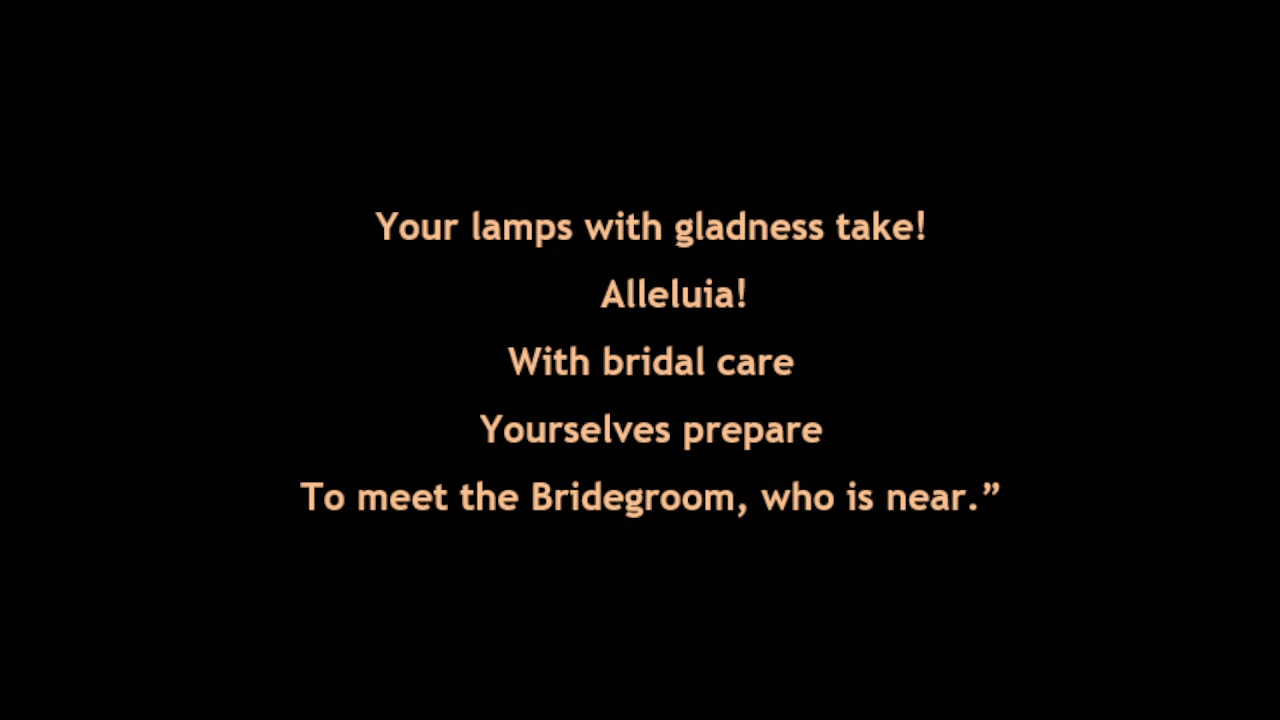 Your lamps with gladness take!
Alleluia!
With bridal care
Yourselves prepare
To meet the Bridegroom, who is near.”